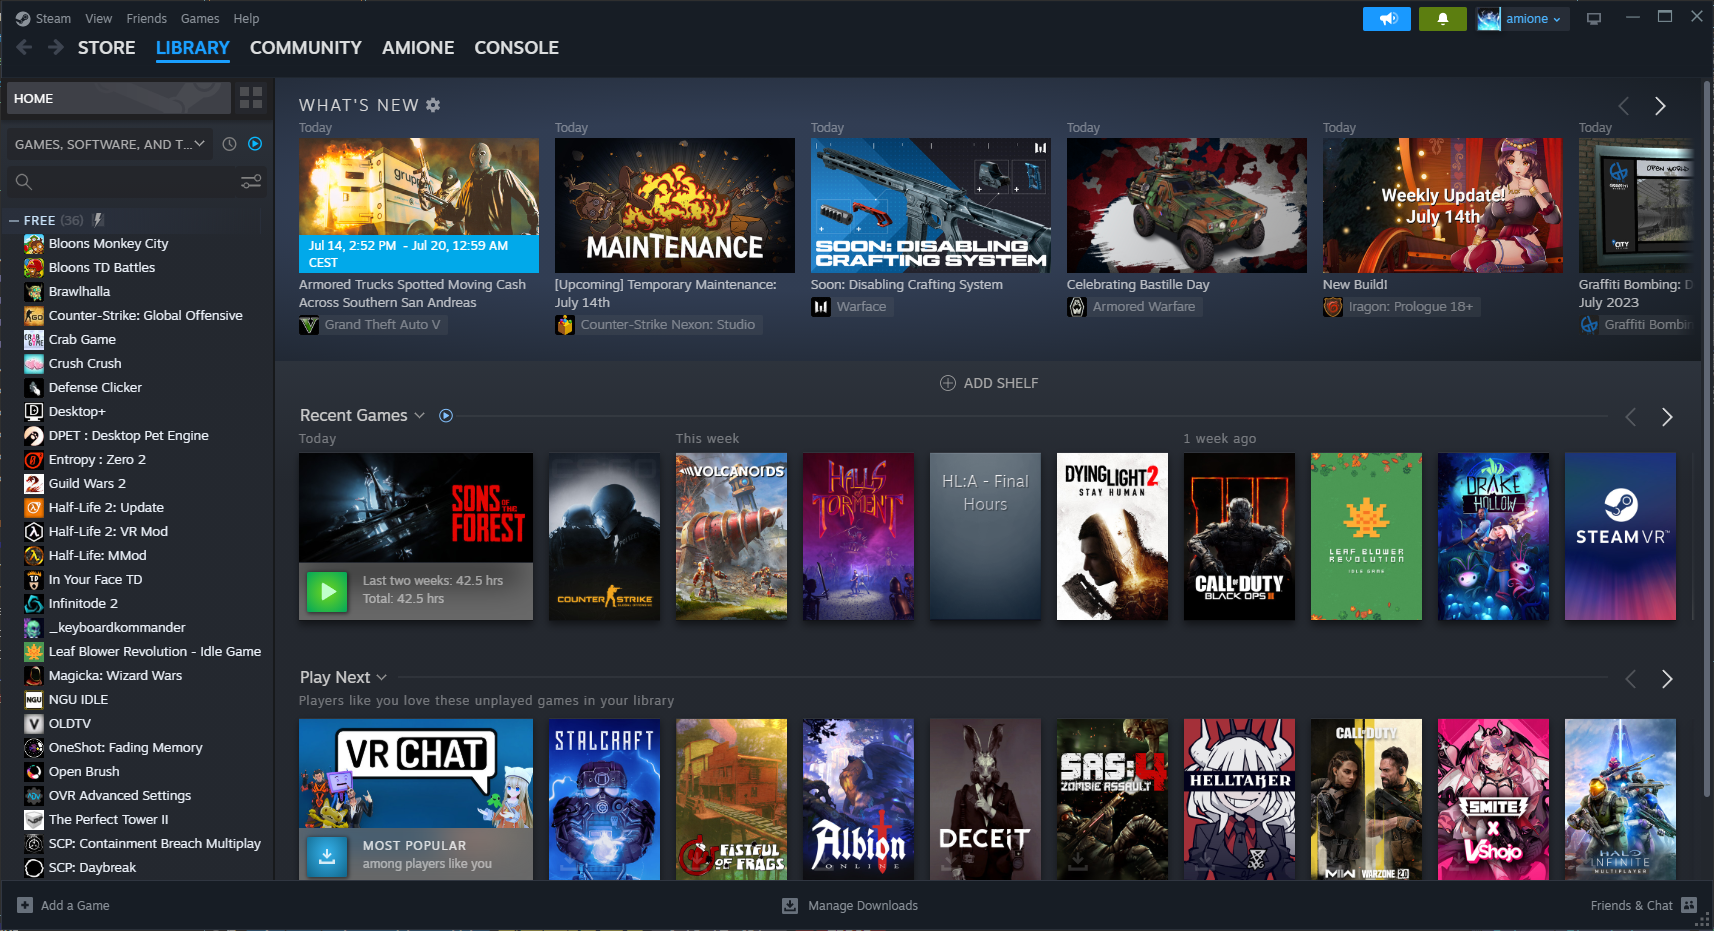 Steam View Friends Games Help
amione
STORE LIBRARY COMMUNITY AMIONE CONSOLE
HOME
GAMES, SOFTWARE, AND T...
FREE (36)
Bloons Monkey City
Bloons TD Battles
Brawlhalla
Counter-Strike: Global Offensive
Crab Game
Crush Crush
Defense Clicker
Desktop+
DPET : Desktop Pet Engine
Entropy : Zero 2
Guild Wars 2
Half-Life 2: Update
Half-Life 2: VR Mod
Half-Life: MMod
In Your Face TD
Infinitode 2
_keyboardkommander
Leaf Blower Revolution - Idle Game
Magicka: Wizard Wars
NGU IDLE
OLDTV
OneShot: Fading Memory
Open Brush
OVR Advanced Settings
The Perfect Tower II
SCP: Containment Breach Multiplay
SCP: Daybreak
WHAT'S NEW
Today
gruppe
Jul 14, 2:52 PM - Jul 20, 12:59 AM
CEST
Armored Trucks Spotted Moving Cash
Across Southern San Andreas
Grand Theft Auto V
Today
MAINTENANCE
[Upcoming] Temporary Maintenance:
July 14th
Counter-Strike Nexon: Studio
Today
SOON: DISABLING
CRAFTING SYSTEM
Soon: Disabling Crafting System
Warface
Today
Celebrating Bastille Day
Armored Warfare
Today
Weekly Update!
July 14th
New Build!
Iragon: Prologue 18+
Today
OPEN WORLD
CITY
Graffiti Bombing: D
July 2023
Graffiti Bombin
ADD SHELF
Recent Games
Today
This week
1 week ago
SONS OF THE FOREST
Last two weeks: 42.5 hrs
Total: 42.5 hrs
COUNTER STRIKE
VOLCANOIDS
HALLS OF TORMENT
HL:A - Final
Hours
DYING LIGHT 2
STAY HUMAN
CALL OF DUTY
BLACK OPS III
LEAF BLOWER
REVOLUTION
IDLE GAME
DRAKE
HOLLOW
STEAMVR™
Play Next
Players like you love these unplayed games in your library
VRCHAT
MOST POPULAR
among players like you
STALCRAFT
FISTFUL
OF FRAGS
Albion
ONLINE
DECEIT
SAS: 4
ZOMBIE ASSAULT
HELLTAKER
CALL OF DUTY
MW WARZONE 2.0
SMITE
X
VShojo
HALO
INFINITE
MULTIPLAYER
Add a Game
Manage Downloads
Friends & Chat